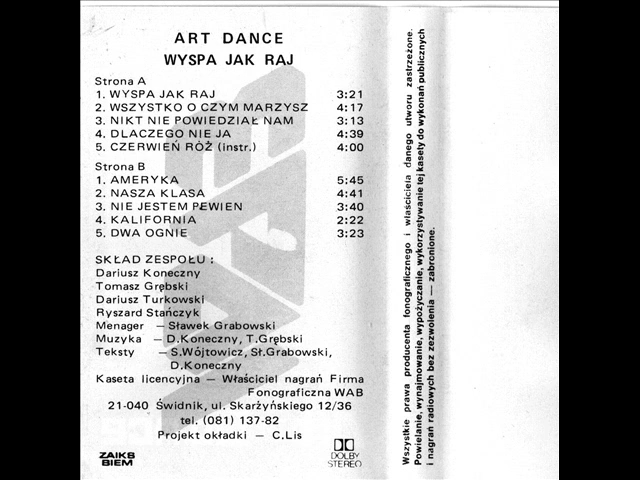 ART DANCE
WYSPA JAK RAJ
Strona A
1. WYSPA JAK RAJ 3:21
2. WSZYSTKO O CZYM MARZYSZ 4:17
3. NIKT NIE POWIEDZIAŁ NAM 3:13
4. DLACZEGO NIE JA 4:39
5. CZERWIEŃ RÓŻ (instr.) 4:00
Strona B
1. AMERYKA 5:45
2. NASZA KLASA 4:41
3. NIE JESTEM PEWIEN 3:40
4. KALIFORNIA 2:22
5. DWA OGNIE 3:23
SKŁAD ZESPOŁU :
Dariusz Koneczny
Tomasz Grębski
Dariusz Turkowski
Ryszard Stańczyk
Menager — Sławek Grabowski
Muzyka — D.Koneczny, T.Grębski
Teksty — S.Wójtowicz, Sł.Grabowski,
D.Koneczny
Kaseta licencyjna — Właściciel nagrań Firma
Fonograficzna WAB
21-040 Świdnik, ul. Skarżyńskiego 12/36
tel. (081) 137-82
Projekt okładki — C.Lis
ZAIKS
BIEM
DOLBY
STEREO
Wszystkie prawa producenta fonograficznego i właściciela danego utworu zastrzeżone.
Powielanie, wynajmowanie, wypożyczanie, wykorzystywanie tej kasety do wykonań publicznych
i nagrań radiowych bez zezwolenia — zabronione.